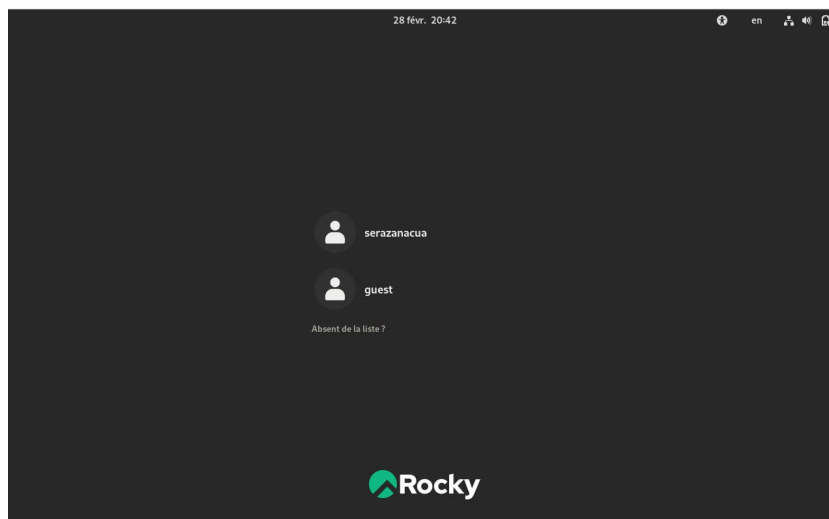 28 févr. 20:42
en
serazanacua
guest
Absent de la liste ?
Rocky